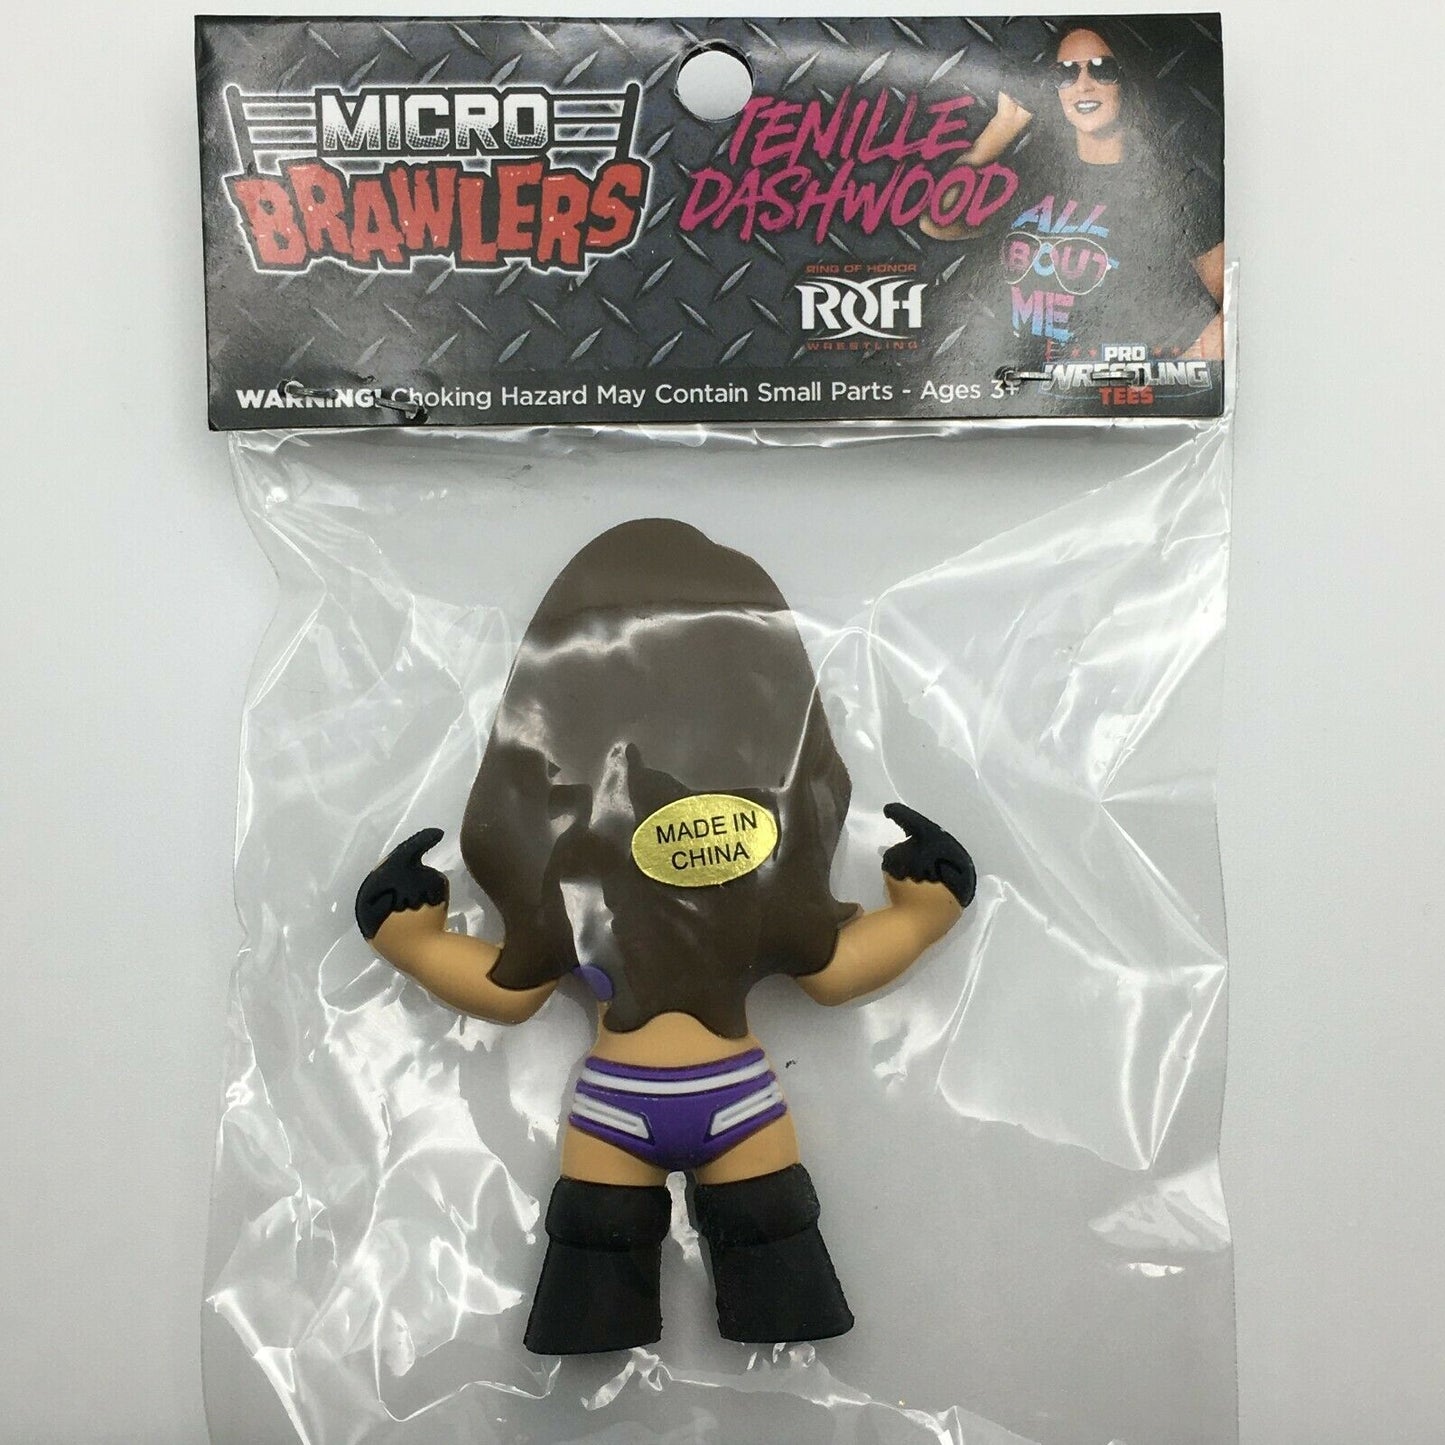 MICRO
BRAWLERS
TENILLE
DASHWOOD
ALL
BOUT
ME
RING OF HONOR
ROH
WRESTLING
PRO
WRESTLING
TEES
WARNING! Choking Hazard May Contain Small Parts - Ages 3+
MADE IN
CHINA